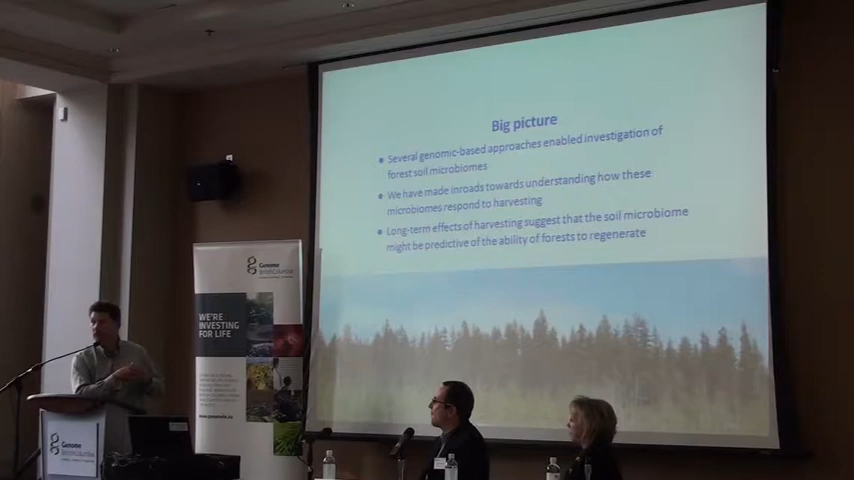 Big picture
• Several genomic-based approaches enabled investigation of
forest soil microbiomes
• We have made inroads towards understanding how these
microbiomes respond to harvesting
• Long-term effects of harvesting suggest that the soil microbiome
might be predictive of the ability of forests to regenerate
Genome
BritishColumbia
WE'RE
INVESTING
FOR LIFE
Genome
BritishColumbia